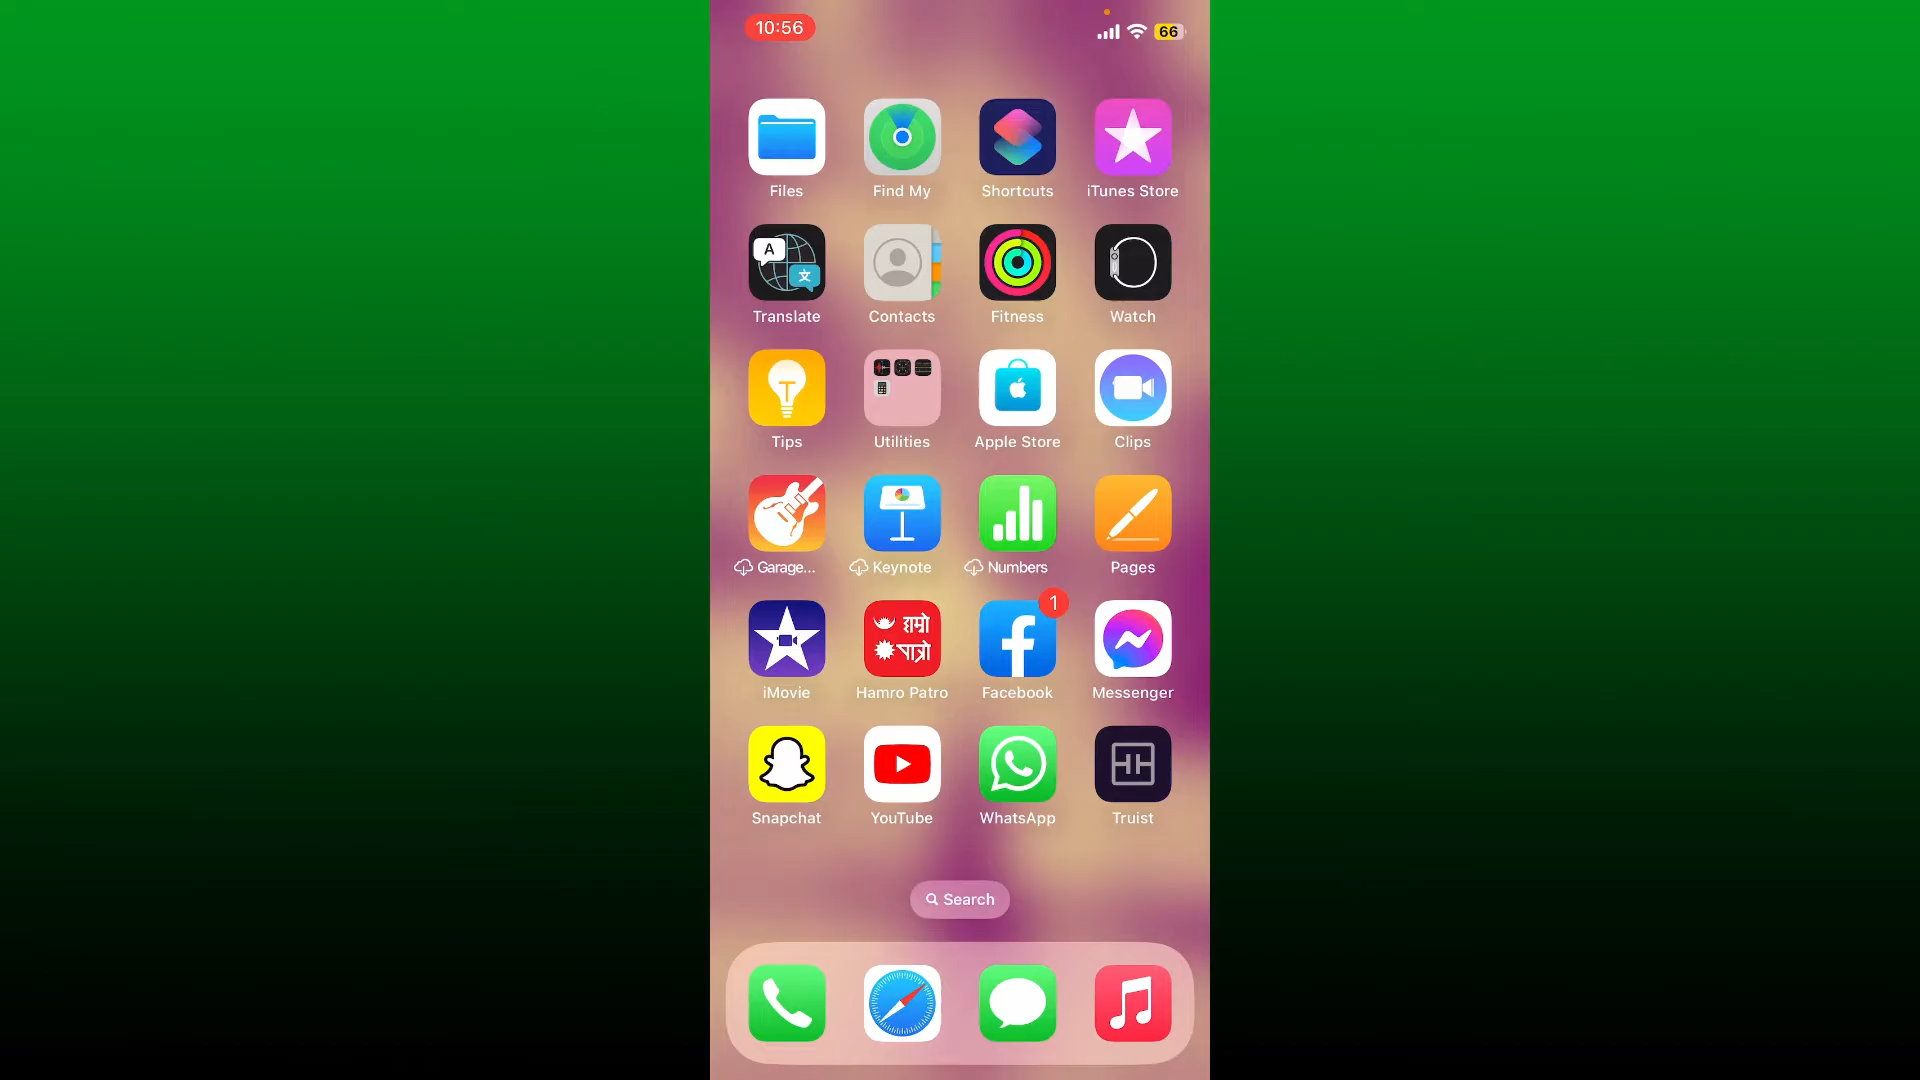 10:56
66
Files Find My Shortcuts iTunes Store
A
文
Translate Contacts Fitness Watch
Tips Utilities Apple Store Clips
Garage... Keynote Numbers Pages
हाम्रो
पात्रो
1
iMovie Hamro Patro Facebook Messenger
Snapchat YouTube WhatsApp Truist
Search